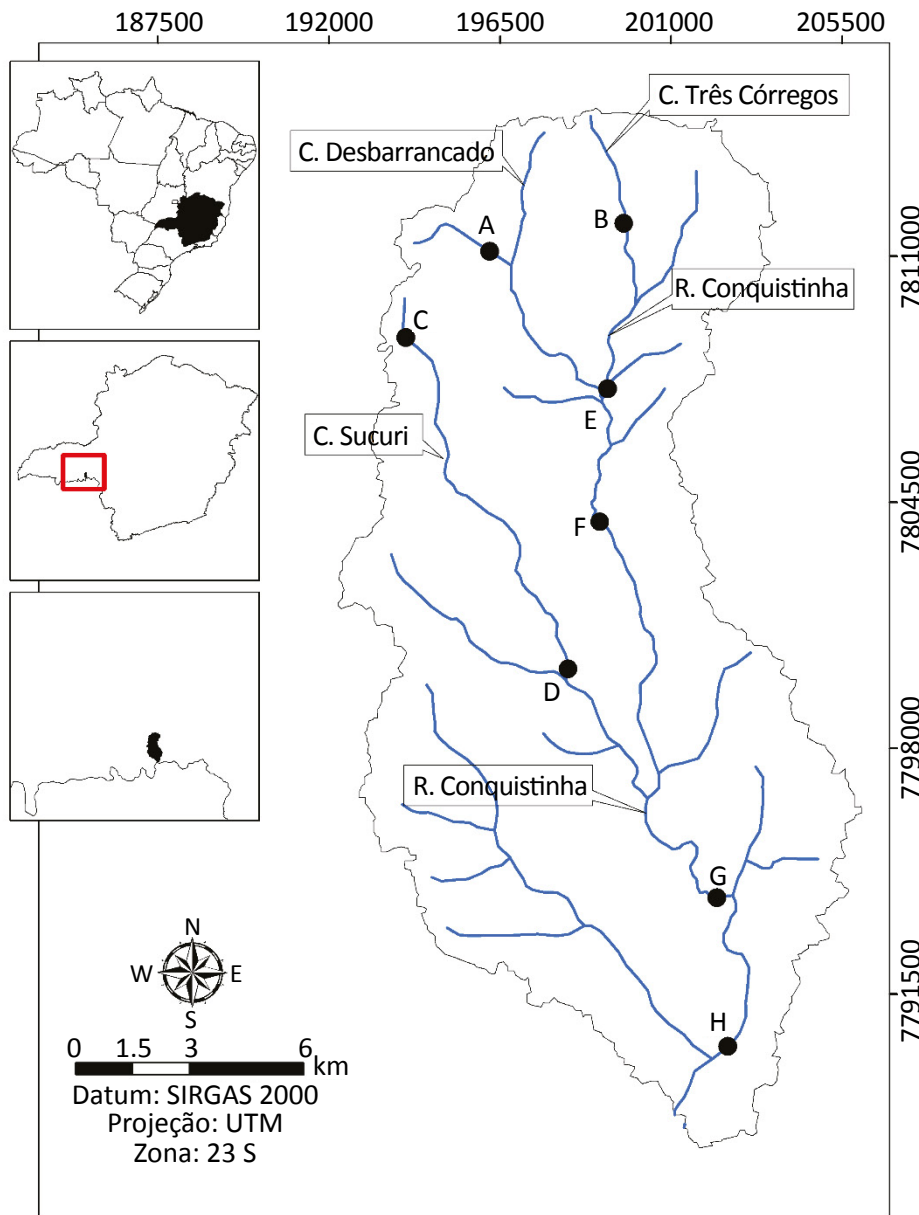 187500 192000 196500 201000 205500
C. Três Córregos
C. Desbarrancado
A
B
7811000
R. Conquistinha
C
E
C. Sucuri
7804500
F
D
7798000
R. Conquistinha
G
N
W E
S
7791500
H
0 1.5 3 6
km
Datum: SIRGAS 2000
Projeção: UTM
Zona: 23 S